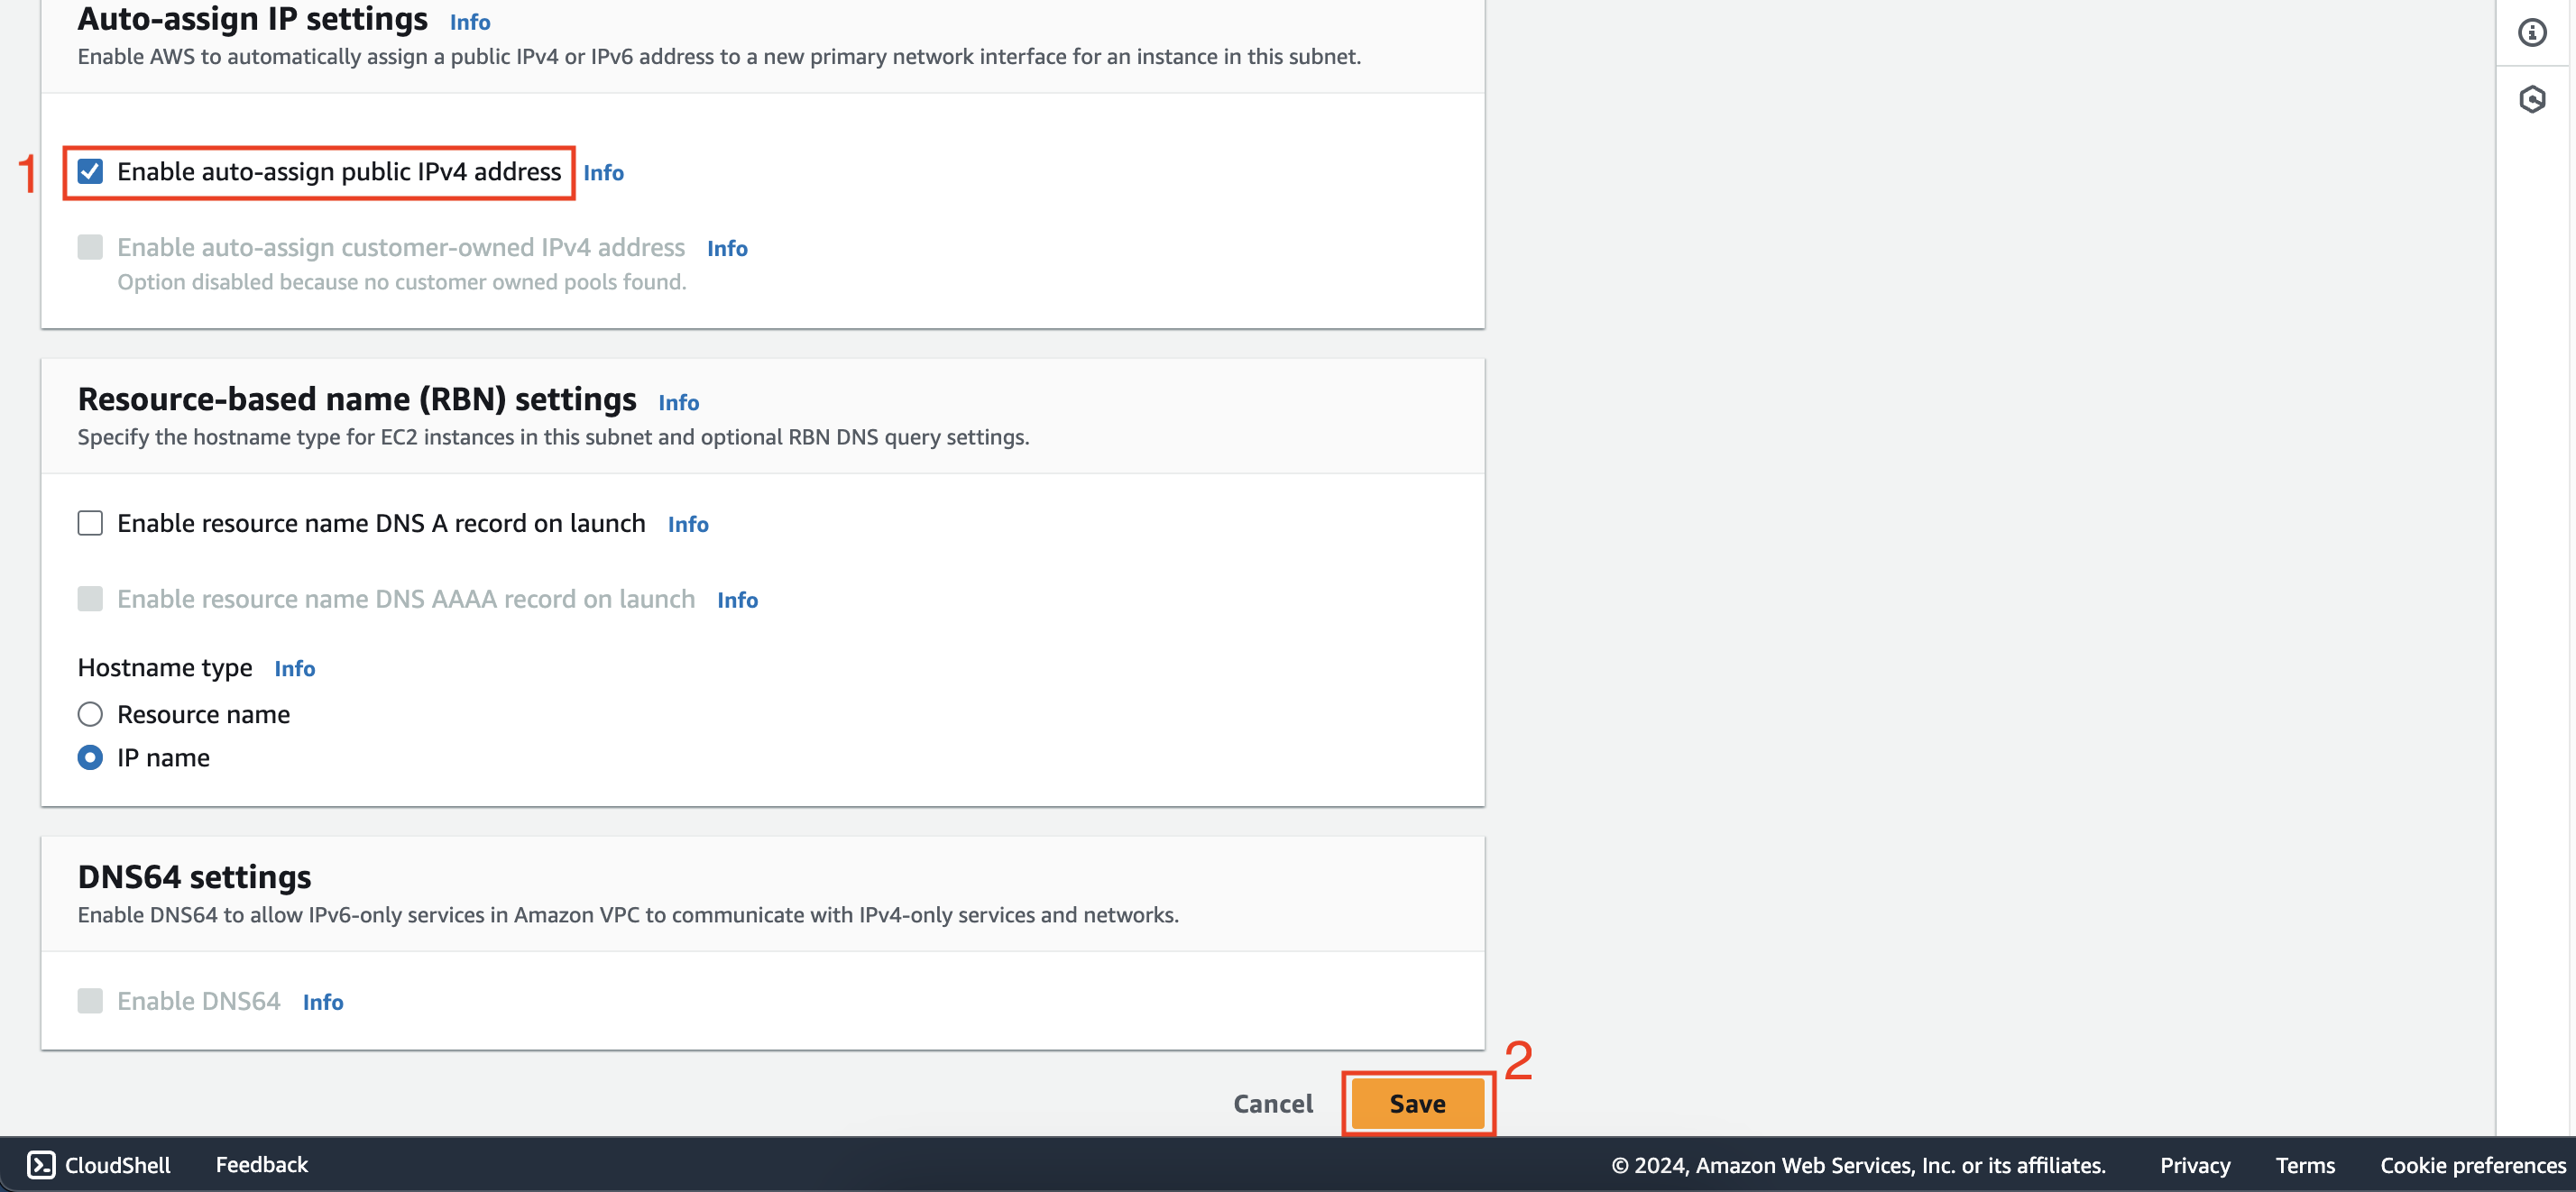 Auto-assign IP settings Info
Enable AWS to automatically assign a public IPv4 or IPv6 address to a new primary network interface for an instance in this subnet.
1
Enable auto-assign public IPv4 address Info
Enable auto-assign customer-owned IPv4 address Info
Option disabled because no customer owned pools found.
Resource-based name (RBN) settings Info
Specify the hostname type for EC2 instances in this subnet and optional RBN DNS query settings.
Enable resource name DNS A record on launch Info
Enable resource name DNS AAAA record on launch Info
Hostname type Info
Resource name
IP name
DNS64 settings
Enable DNS64 to allow IPv6-only services in Amazon VPC to communicate with IPv4-only services and networks.
Enable DNS64 Info
2
Cancel Save
CloudShell Feedback © 2024, Amazon Web Services, Inc. or its affiliates. Privacy Terms Cookie preferences